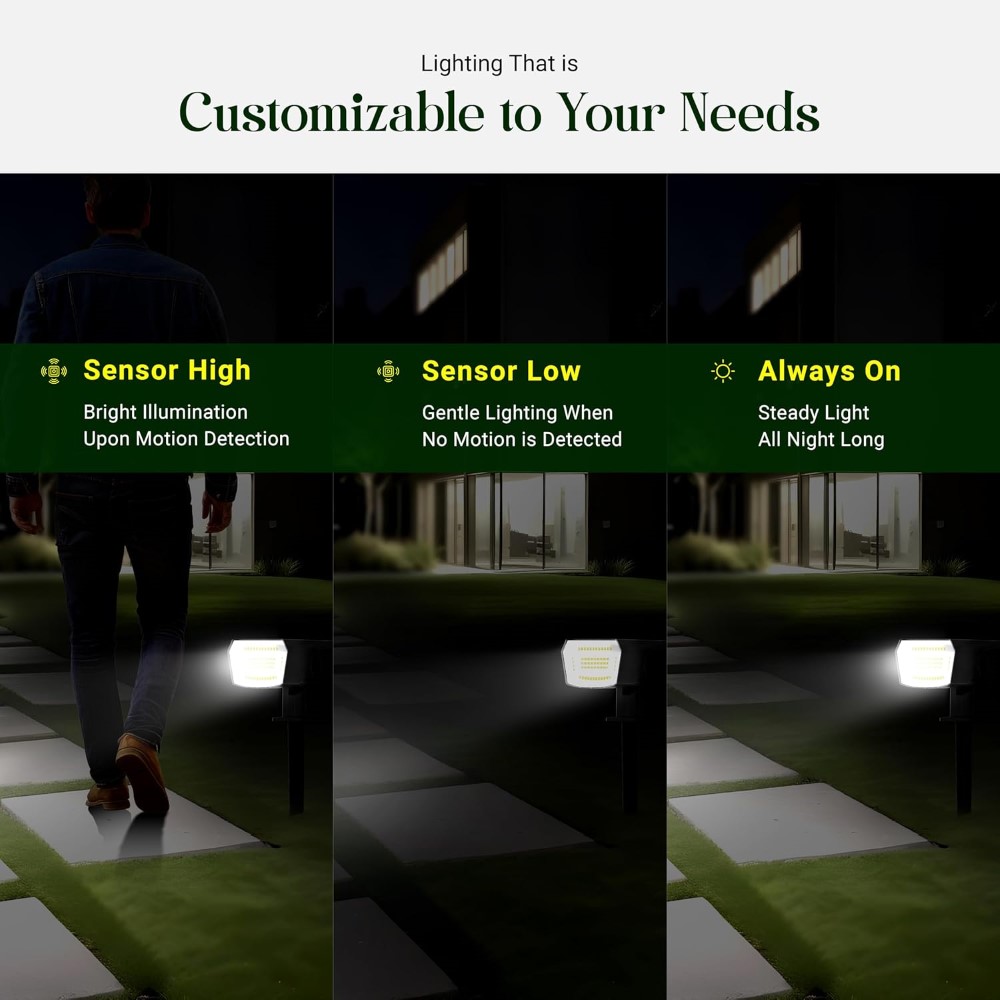 Lighting That is
Customizable to Your Needs
Sensor High
Bright Illumination
Upon Motion Detection
Sensor Low
Gentle Lighting When
No Motion is Detected
Always On
Steady Light
All Night Long